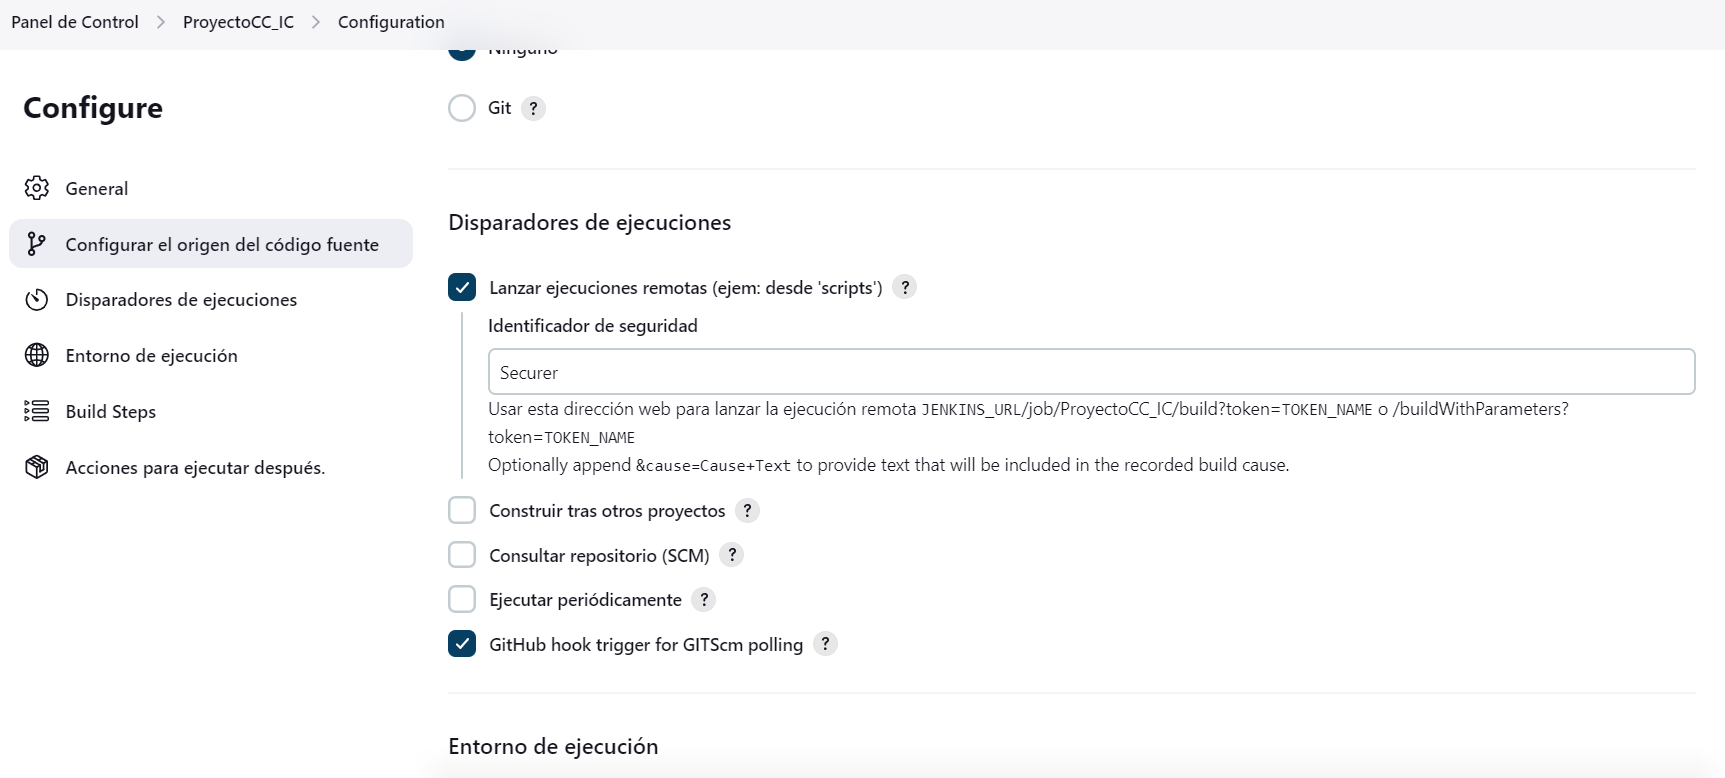 Panel de Control > ProyectoCC_IC > Configuration
Configure
General
Configurar el origen del código fuente
Disparadores de ejecuciones
Entorno de ejecución
Build Steps
Acciones para ejecutar después.
Ninguno
Git ?
Disparadores de ejecuciones
Lanzar ejecuciones remotas (ejem: desde 'scripts') ?
Identificador de seguridad
Securer
Usar esta dirección web para lanzar la ejecución remota JENKINS_URL/job/ProyectoCC_IC/build?token=TOKEN_NAME o /buildWithParameters?
token=TOKEN_NAME
Optionally append &cause=Cause+Text to provide text that will be included in the recorded build cause.
Construir tras otros proyectos ?
Consultar repositorio (SCM) ?
Ejecutar periódicamente ?
GitHub hook trigger for GITScm polling ?
Entorno de ejecución